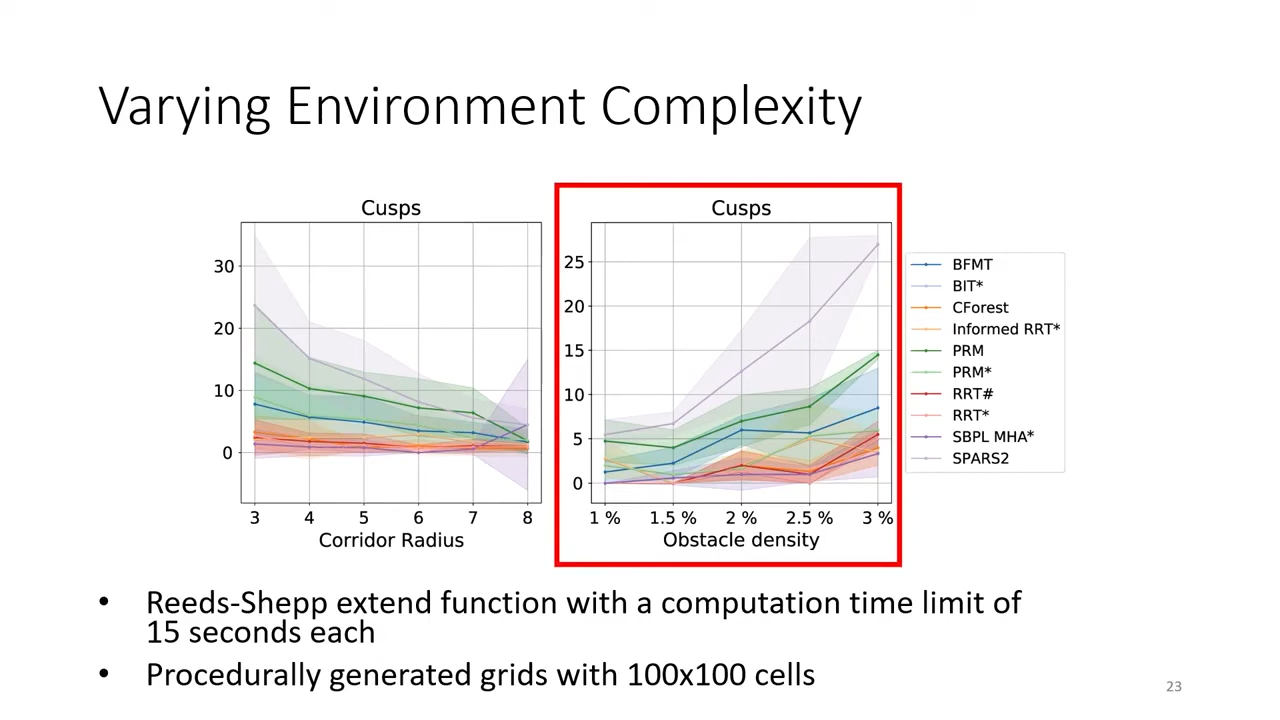 Varying Environment Complexity
Cusps
30
20
10
0
3 4 5 6 7 8
Corridor Radius
Cusps
25
20
15
10
5
0
1 % 1.5 % 2 % 2.5 % 3 %
Obstacle density
BFMT
BIT*
CForest
Informed RRT*
PRM
PRM*
RRT#
RRT*
SBPL MHA*
SPARS2
• Reeds-Shepp extend function with a computation time limit of
15 seconds each
• Procedurally generated grids with 100x100 cells
23